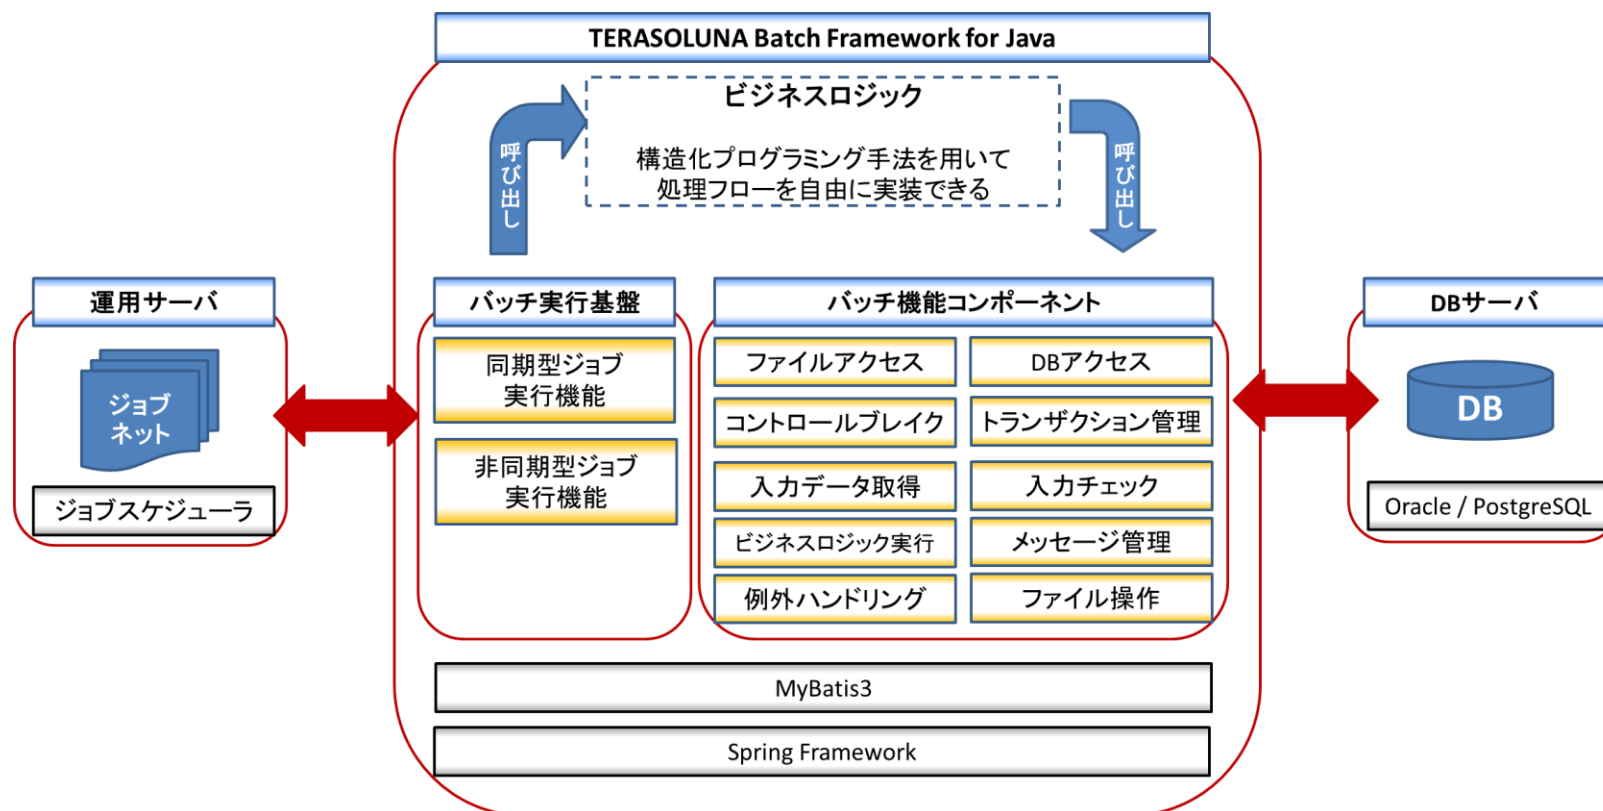 TERASOLUNA Batch Framework for Java
ビジネスロジック
構造化プログラミング手法を用いて
処理フローを自由に実装できる
呼び出し
呼び出し
運用サーバ
ジョブ
ネット
ジョブスケジューラ
バッチ実行基盤
同期型ジョブ
実行機能
非同期型ジョブ
実行機能
バッチ機能コンポーネント
ファイルアクセス
DBアクセス
コントロールブレイク
トランザクション管理
入力データ取得
入力チェック
ビジネスロジック実行
メッセージ管理
例外ハンドリング
ファイル操作
DBサーバ
DB
Oracle / PostgreSQL
MyBatis3
Spring Framework